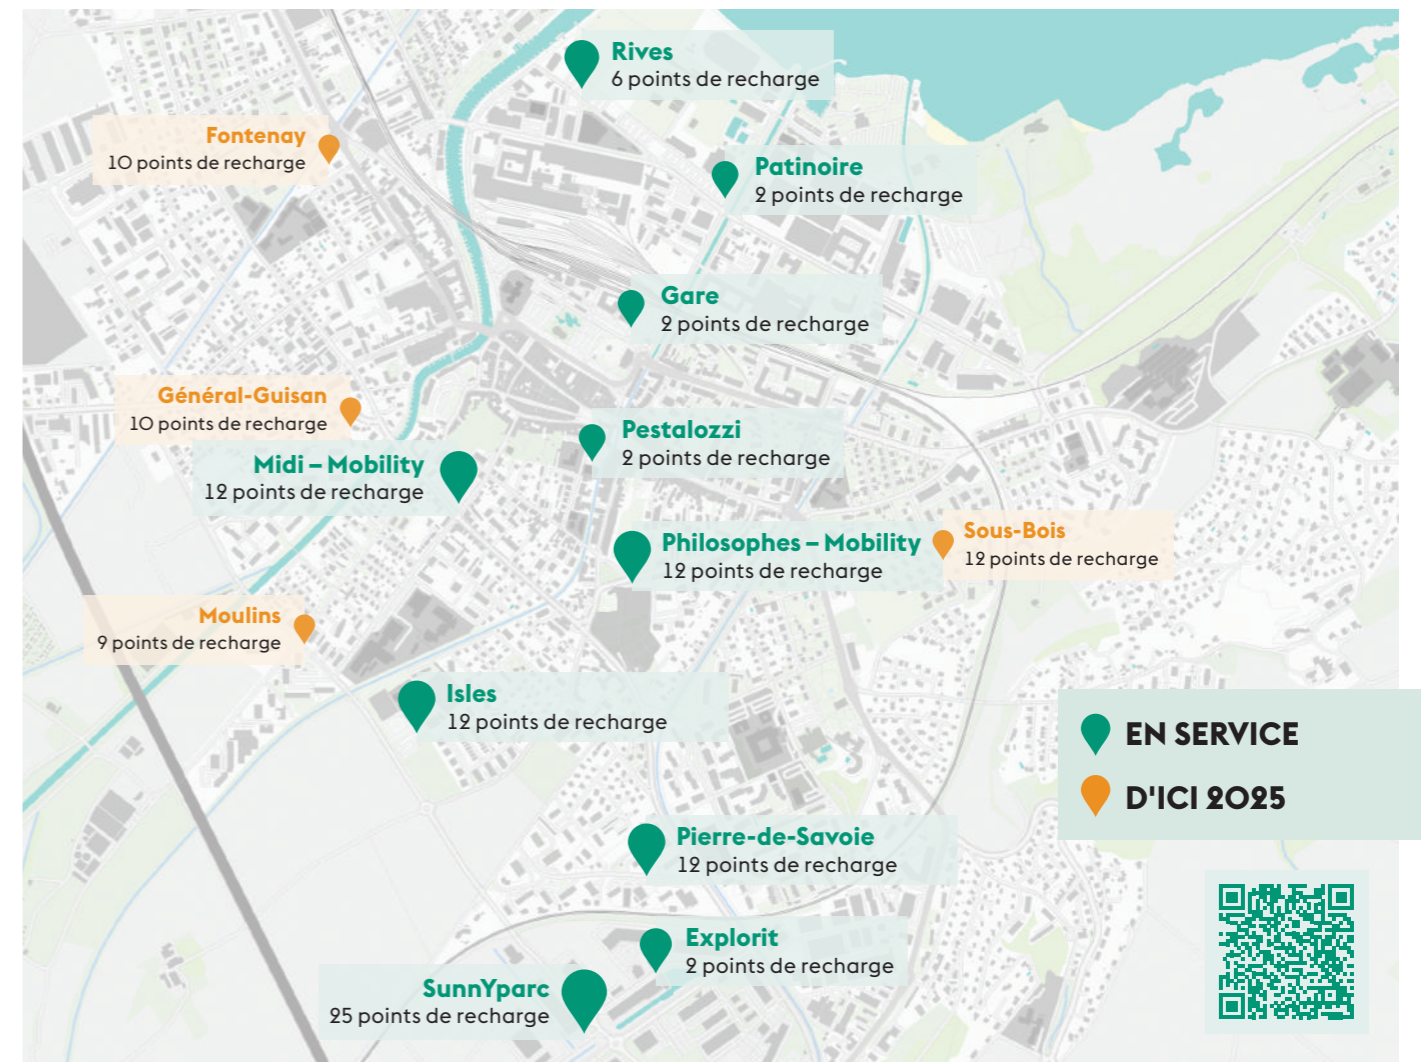 Rives
6 points de recharge
Fontenay
10 points de recharge
Patinoire
2 points de recharge
Gare
2 points de recharge
Général-Guisan
10 points de recharge
Pestalozzi
2 points de recharge
Midi – Mobility
12 points de recharge
Philosophes – Mobility
12 points de recharge
Sous-Bois
12 points de recharge
Moulins
9 points de recharge
Isles
12 points de recharge
EN SERVICE
D'ICI 2025
Pierre-de-Savoie
12 points de recharge
Explorit
2 points de recharge
SunnYparc
25 points de recharge